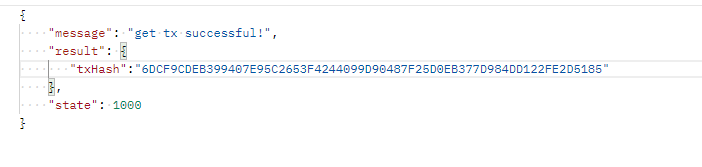 {
"message": "get tx successful!",
"result": {
"txHash":"6DCF9CDEB399407E95C2653F4244099D90487F25D0EB377D984DD122FE2D5185"
},
"state": 1000
}